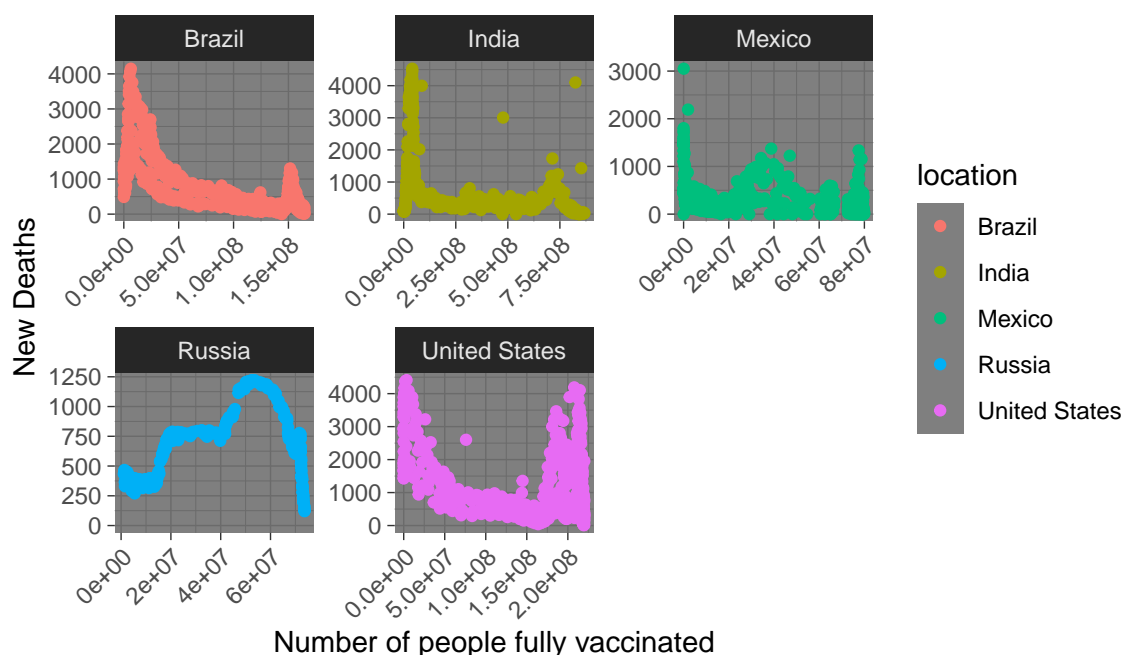 Brazil
India
Mexico
4000
3000
2000
1000
0
4000
3000
2000
1000
0
3000
2000
1000
0
0.0e+00
5.0e+07
1.0e+08
1.5e+08
0.0e+00
2.5e+08
5.0e+08
7.5e+08
0e+00
2e+07
4e+07
6e+07
8e+07
New Deaths
Russia
United States
1250
1000
750
500
250
0
4000
3000
2000
1000
0
0e+00
2e+07
4e+07
6e+07
0.0e+00
5.0e+07
1.0e+08
1.5e+08
2.0e+08
Number of people fully vaccinated
location
Brazil
India
Mexico
Russia
United States